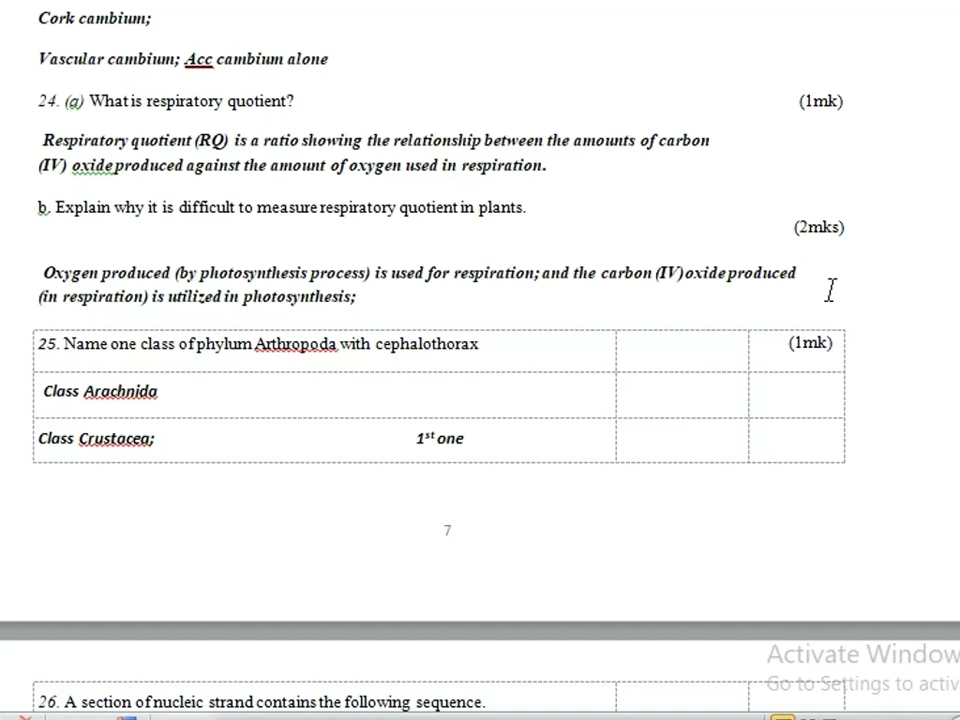 Cork cambium;
Vascular cambium; Acc cambium alone
24. (a) What is respiratory quotient? (1mk)
Respiratory quotient (RQ) is a ratio showing the relationship between the amounts of carbon
(IV) oxide produced against the amount of oxygen used in respiration.
b. Explain why it is difficult to measure respiratory quotient in plants.
(2mks)
Oxygen produced (by photosynthesis process) is used for respiration; and the carbon (IV) oxide produced
(in respiration) is utilized in photosynthesis;
25. Name one class of phylum Arthropoda with cephalothorax (1mk)
Class Arachnida
Class Crustacea; 1st one
7
Activate Window
Go to Settings to activ
26. A section of nucleic strand contains the following sequence.